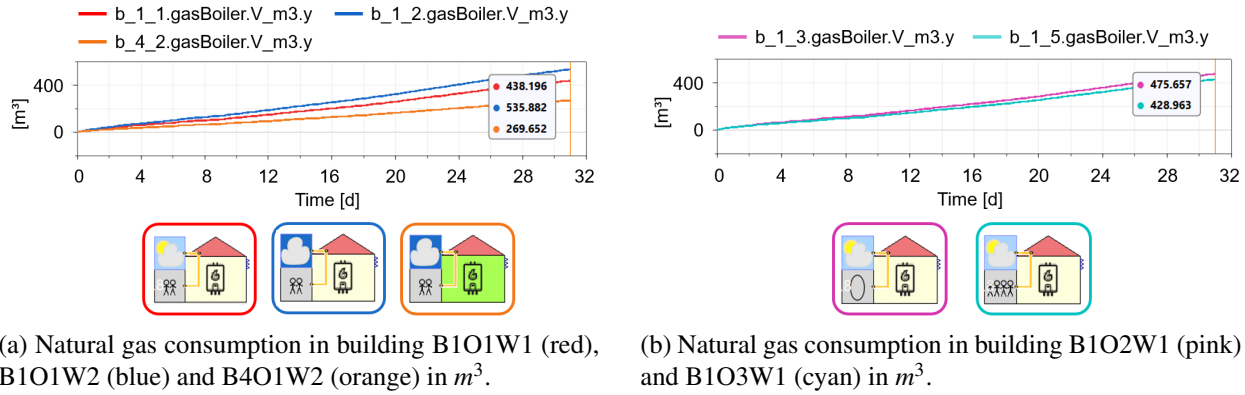 b_1_1.gasBoiler.V_m3.y b_1_2.gasBoiler.V_m3.y
b_4_2.gasBoiler.V_m3.y
[m³]
400
0
438.196
535.882
269.652
0 4 8 12 16 20 24 28 32
Time [d]
(a) Natural gas consumption in building B1O1W1 (red),
B1O1W2 (blue) and B4O1W2 (orange) in m³.
b_1_3.gasBoiler.V_m3.y b_1_5.gasBoiler.V_m3.y
[m³]
400
0
475.657
428.963
0 4 8 12 16 20 24 28 32
Time [d]
(b) Natural gas consumption in building B1O2W1 (pink)
and B1O3W1 (cyan) in m³.